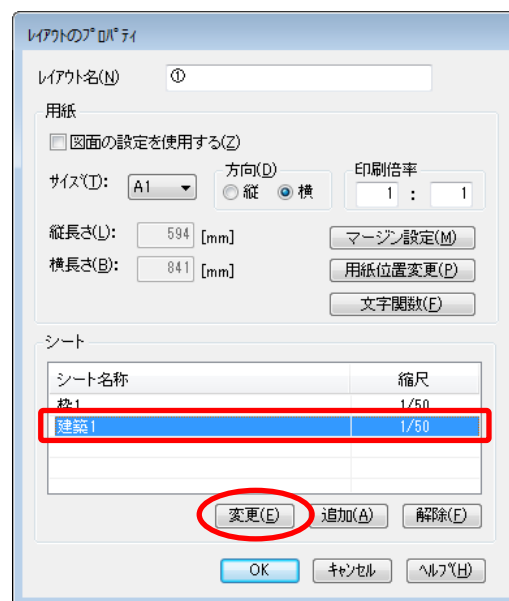 ﾚｲｱｳﾄのﾌﾟﾛﾊﾟﾃｨ
ﾚｲｱｳﾄ名(N) ①
用紙
図面の設定を使用する(Z)
ｻｲｽﾞ(T): A1 方向(D) 縦 横 印刷倍率 1 : 1
縦長さ(L): 594 [mm] マージン設定(M)
横長さ(B): 841 [mm] 用紙位置変更(P)
文字関数(F)
シート
シート名称 縮尺
枠1 1/50
建築1 1/50
変更(E) 追加(A) 解除(F)
OK ｷｬﾝｾﾙ ﾍﾙﾌﾟ(H)